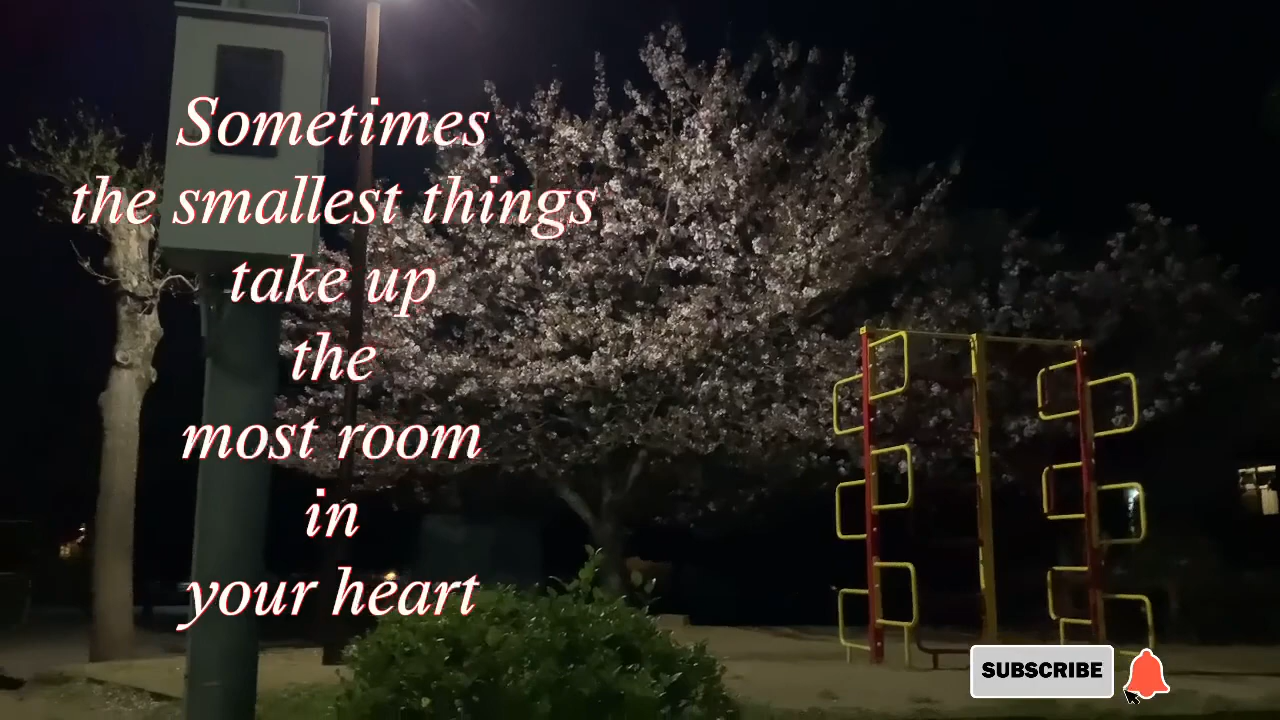 Sometimes
the smallest things
take up
the
most room
in
your heart
SUBSCRIBE